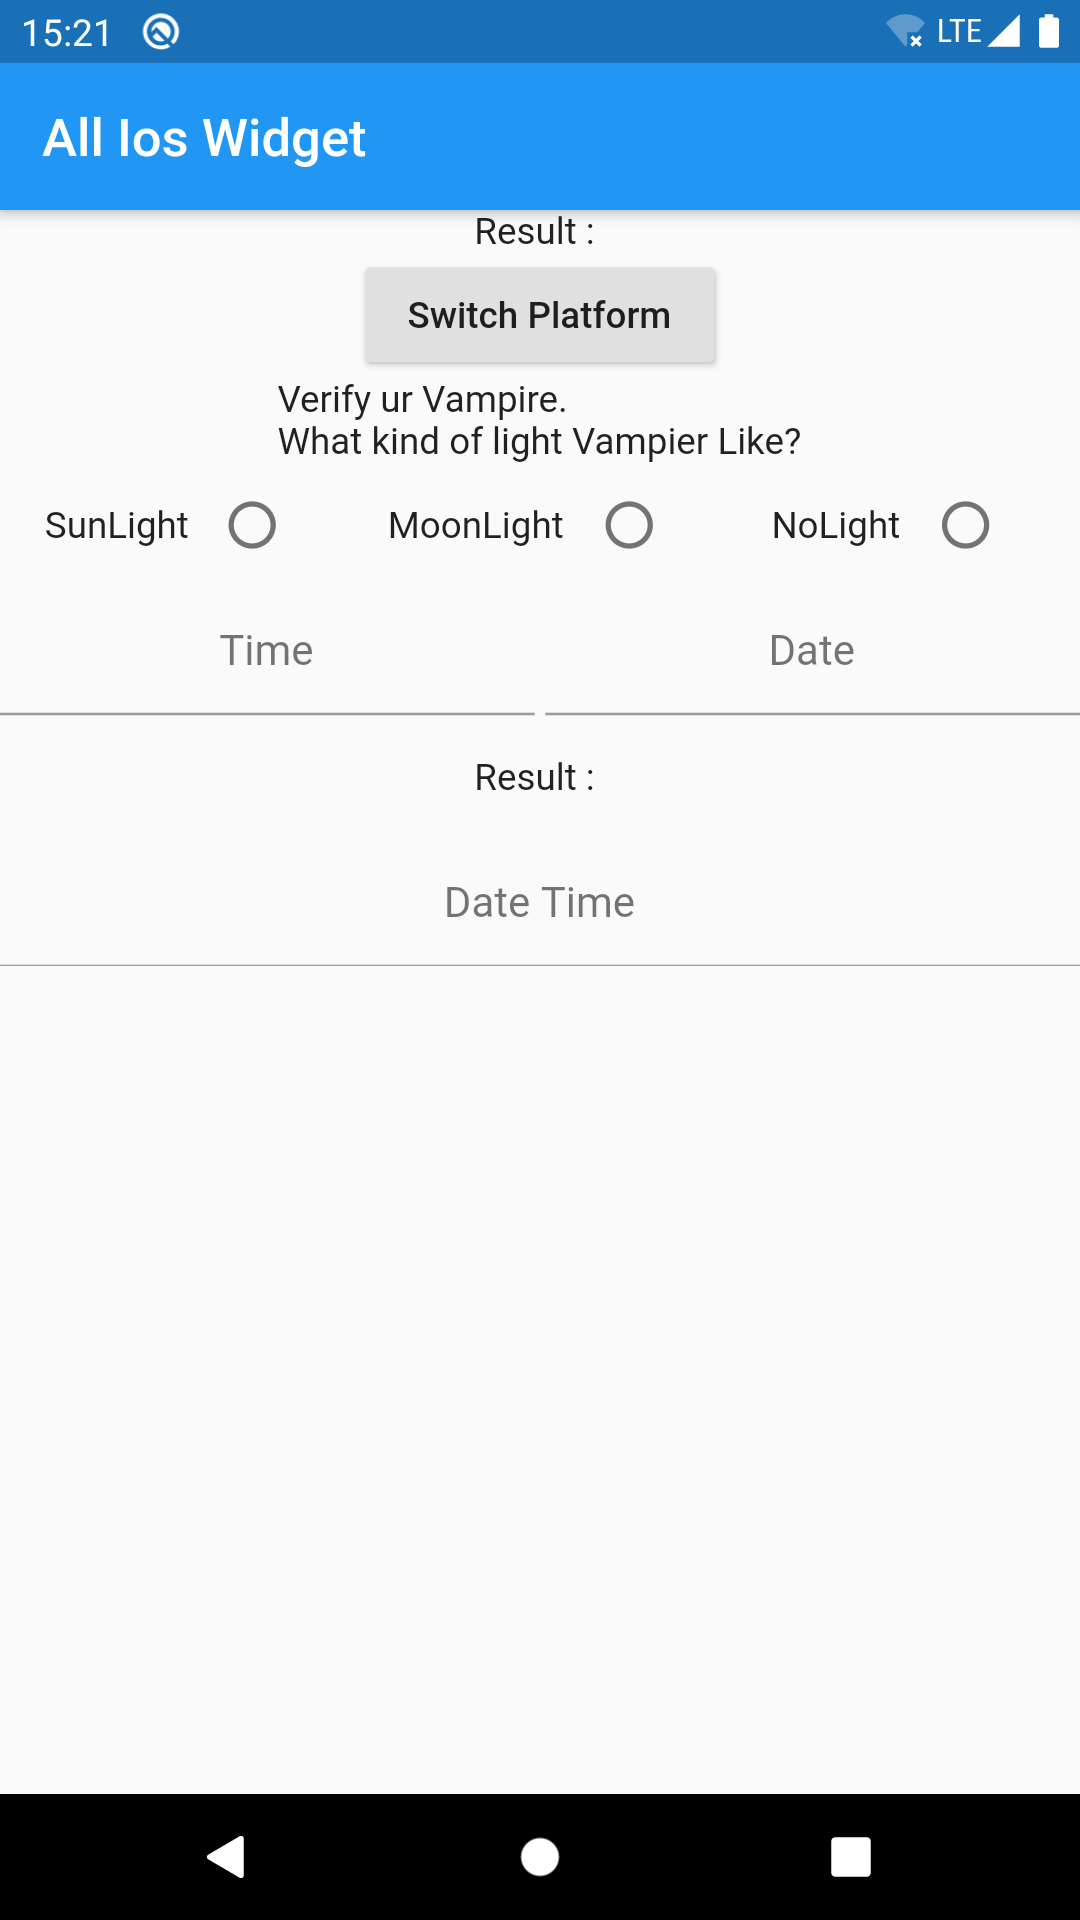 15:21 LTE
All Ios Widget
Result :
Switch Platform
Verify ur Vampire.
What kind of light Vampier Like?
SunLight MoonLight NoLight
Time Date
Result :
Date Time